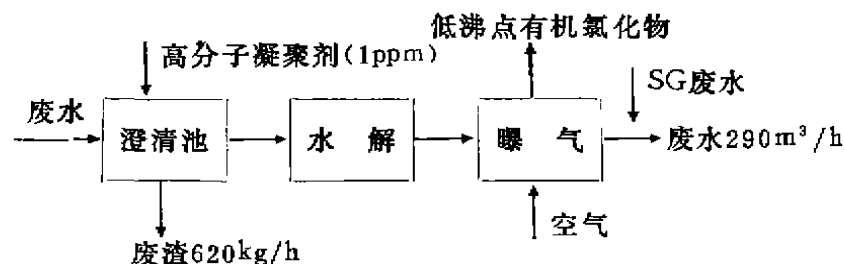 低沸点有机氯化物
高分子凝聚剂(1ppm)
SG废水
废水
澄清池
水 解
曝 气
废水290m³/h
空气
废渣620kg/h